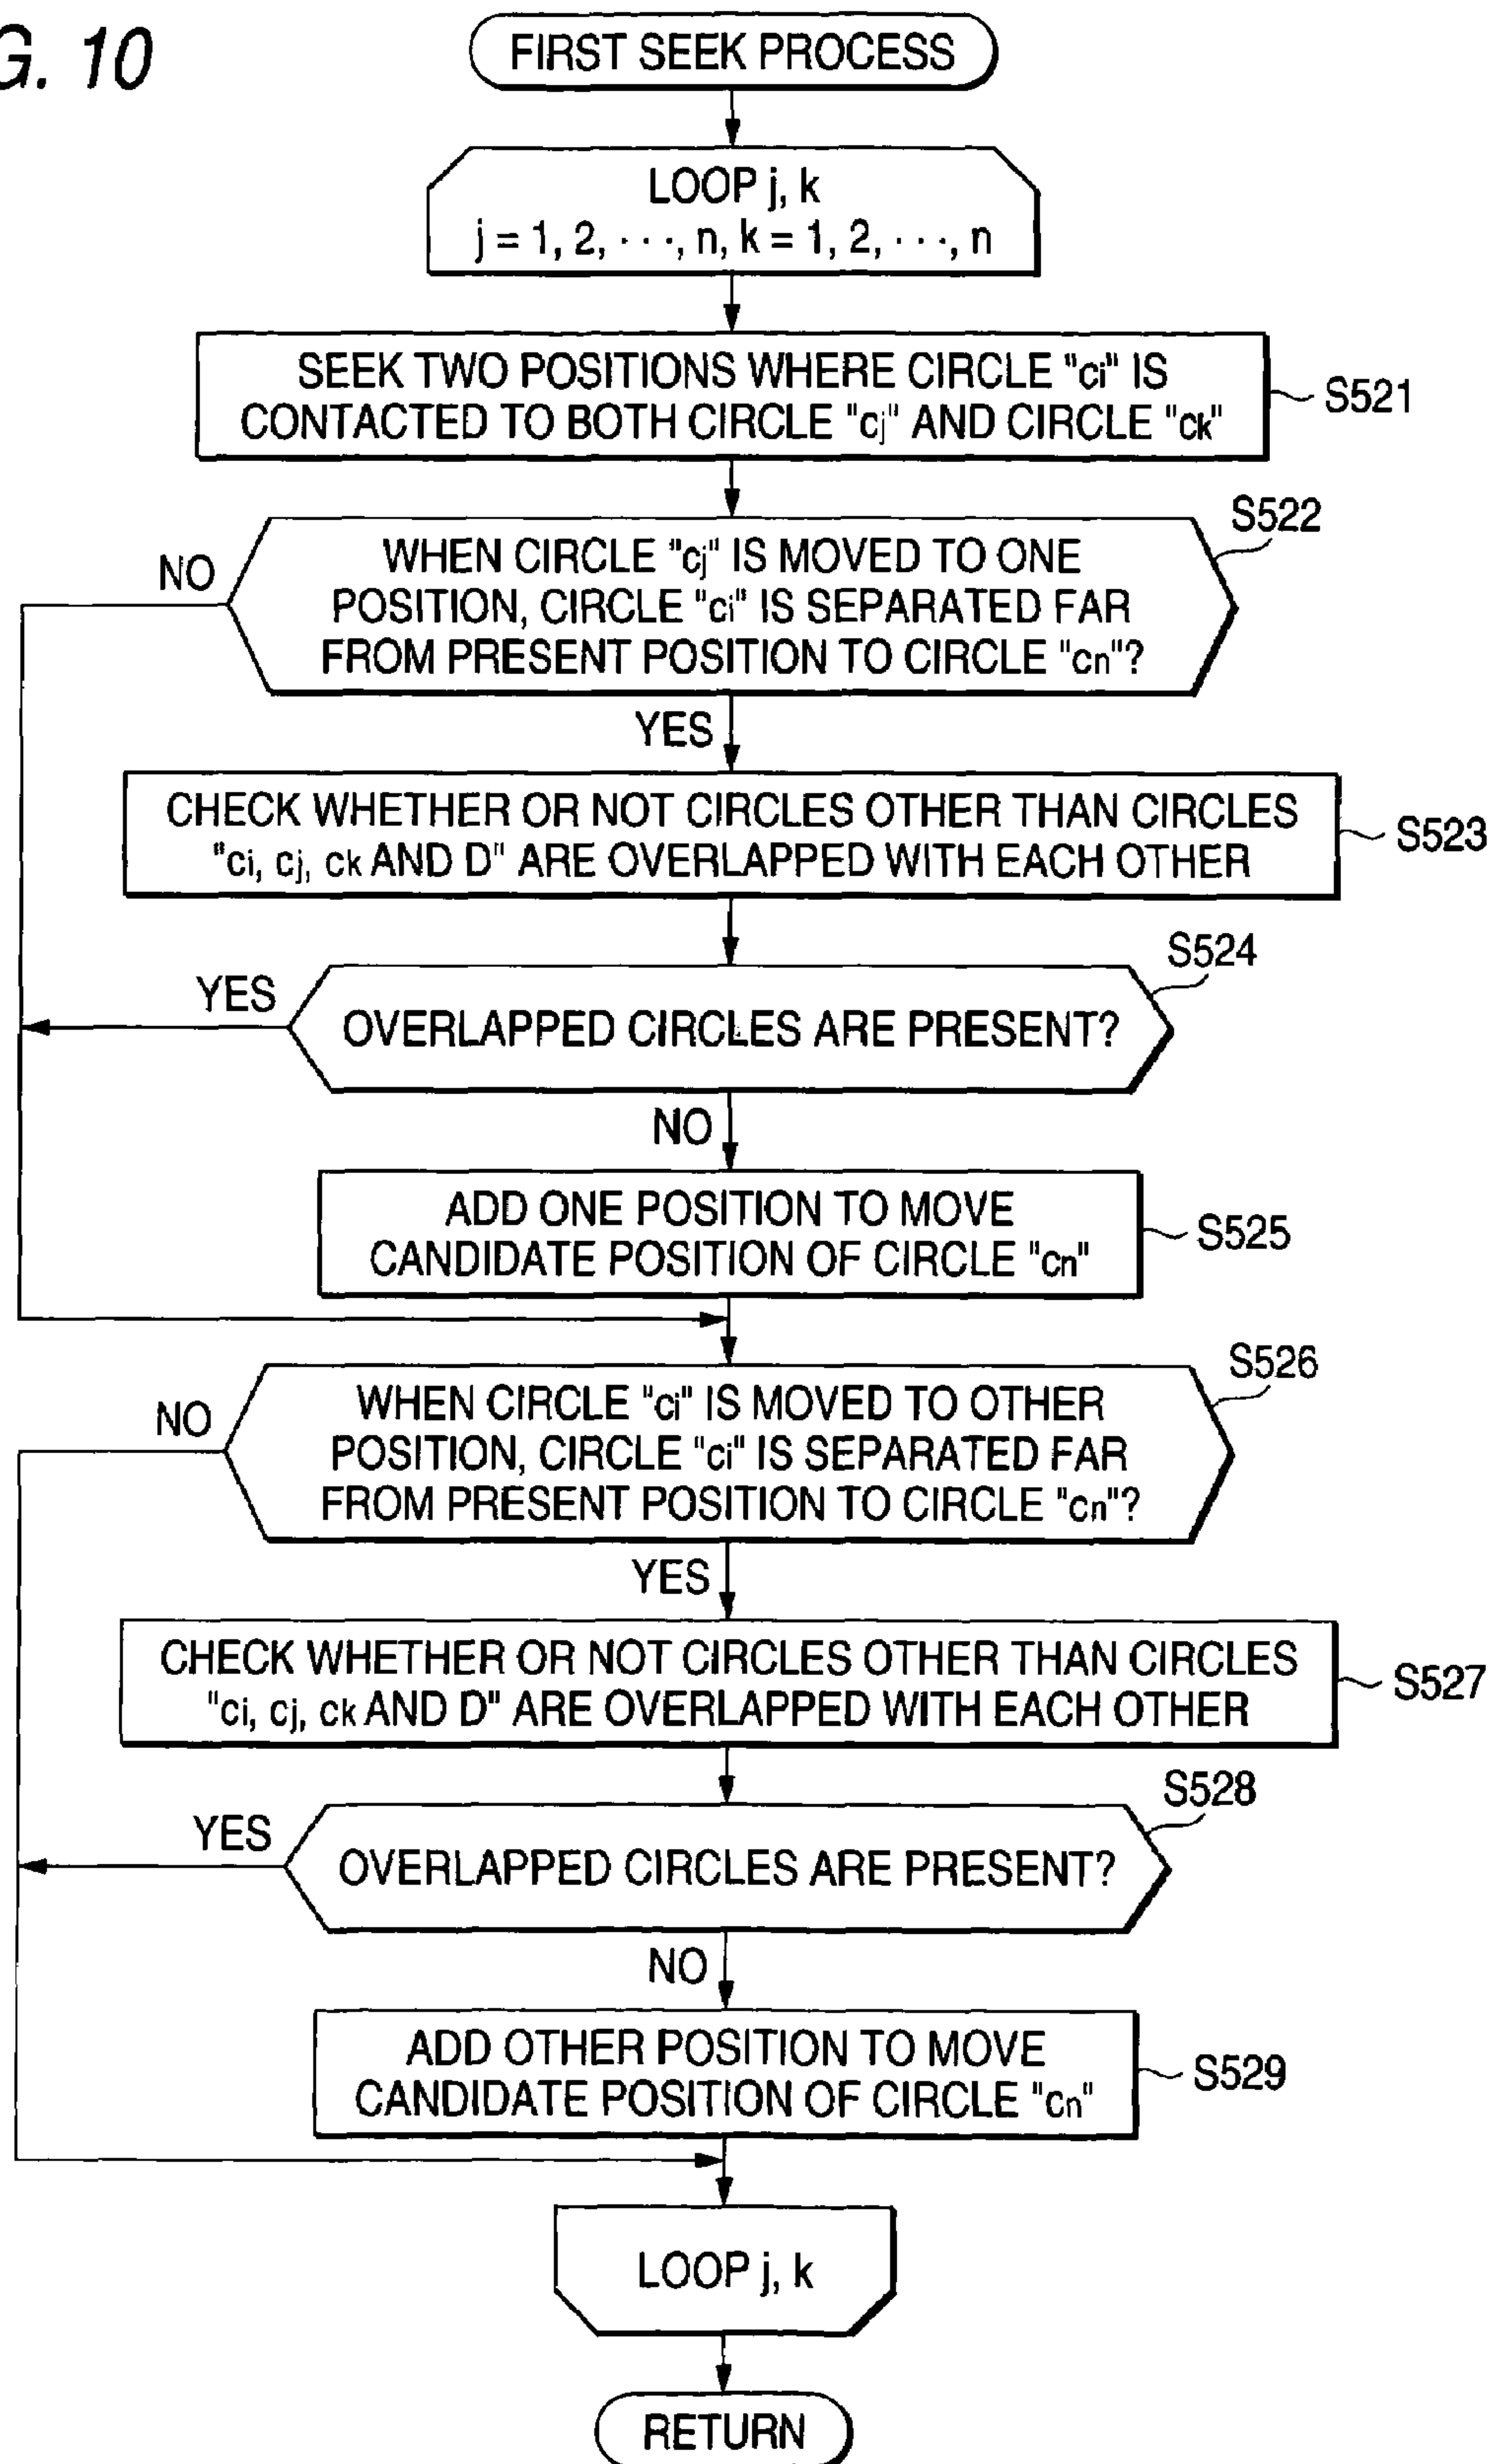 G. 10
FIRST SEEK PROCESS
LOOP j, k
j = 1, 2, ···, n, k = 1, 2, ···, n
SEEK TWO POSITIONS WHERE CIRCLE "ci" IS
CONTACTED TO BOTH CIRCLE "cj" AND CIRCLE "ck"
S521
S522
WHEN CIRCLE "cj" IS MOVED TO ONE
POSITION, CIRCLE "ci" IS SEPARATED FAR
FROM PRESENT POSITION TO CIRCLE "cn"?
NO
YES
CHECK WHETHER OR NOT CIRCLES OTHER THAN CIRCLES
"ci, cj, ck AND D" ARE OVERLAPPED WITH EACH OTHER
S523
S524
YES
OVERLAPPED CIRCLES ARE PRESENT?
NO
ADD ONE POSITION TO MOVE
CANDIDATE POSITION OF CIRCLE "cn"
S525
S526
NO
WHEN CIRCLE "ci" IS MOVED TO OTHER
POSITION, CIRCLE "ci" IS SEPARATED FAR
FROM PRESENT POSITION TO CIRCLE "cn"?
YES
CHECK WHETHER OR NOT CIRCLES OTHER THAN CIRCLES
"ci, cj, ck AND D" ARE OVERLAPPED WITH EACH OTHER
S527
S528
YES
OVERLAPPED CIRCLES ARE PRESENT?
NO
ADD OTHER POSITION TO MOVE
CANDIDATE POSITION OF CIRCLE "cn"
S529
LOOP j, k
RETURN